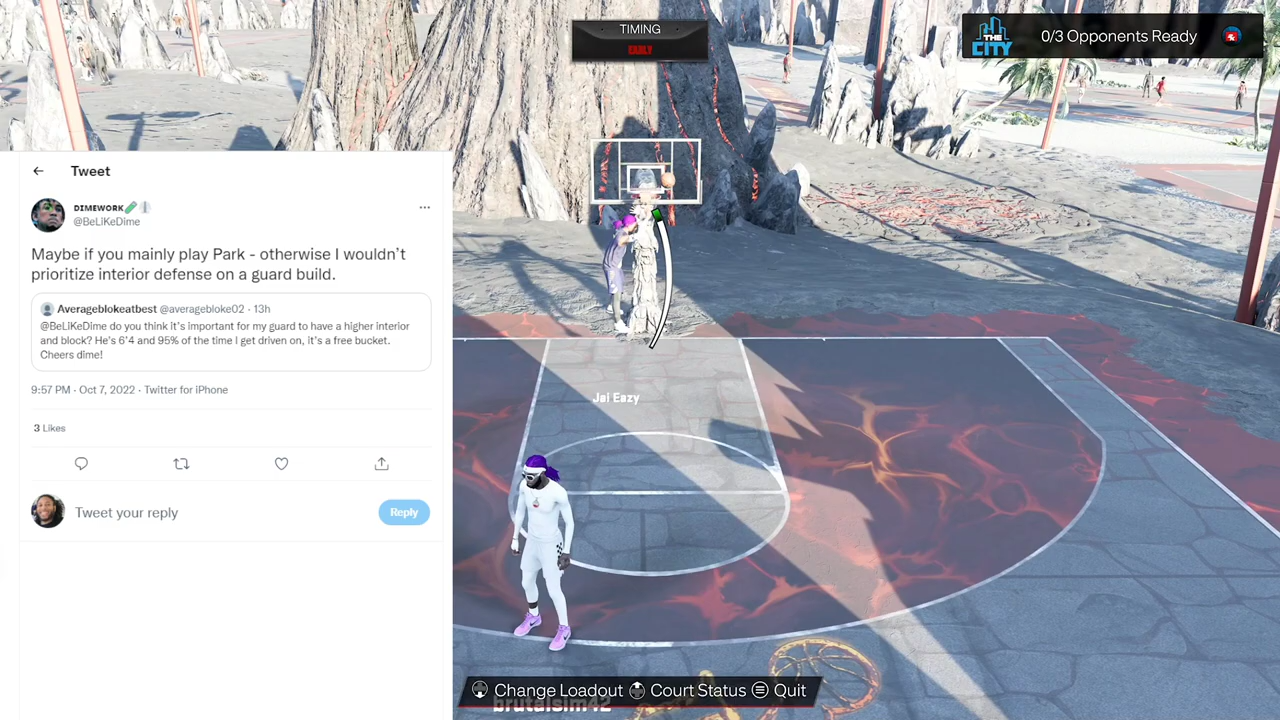 TIMING
EARLY
THE CITY
0/3 Opponents Ready
Tweet
DIMEWORK
@BeLiKeDime
Maybe if you mainly play Park - otherwise I wouldn't
prioritize interior defense on a guard build.
Averageblokeatbest @averagebloke02 · 13h
@BeLiKeDime do you think it's important for my guard to have a higher interior
and block? He's 6'4 and 95% of the time I get driven on, it's a free bucket.
Cheers dime!
9:57 PM · Oct 7, 2022 · Twitter for iPhone
3 Likes
Tweet your reply
Reply
Jai Eazy
Change Loadout Court Status Quit
brutalsim42